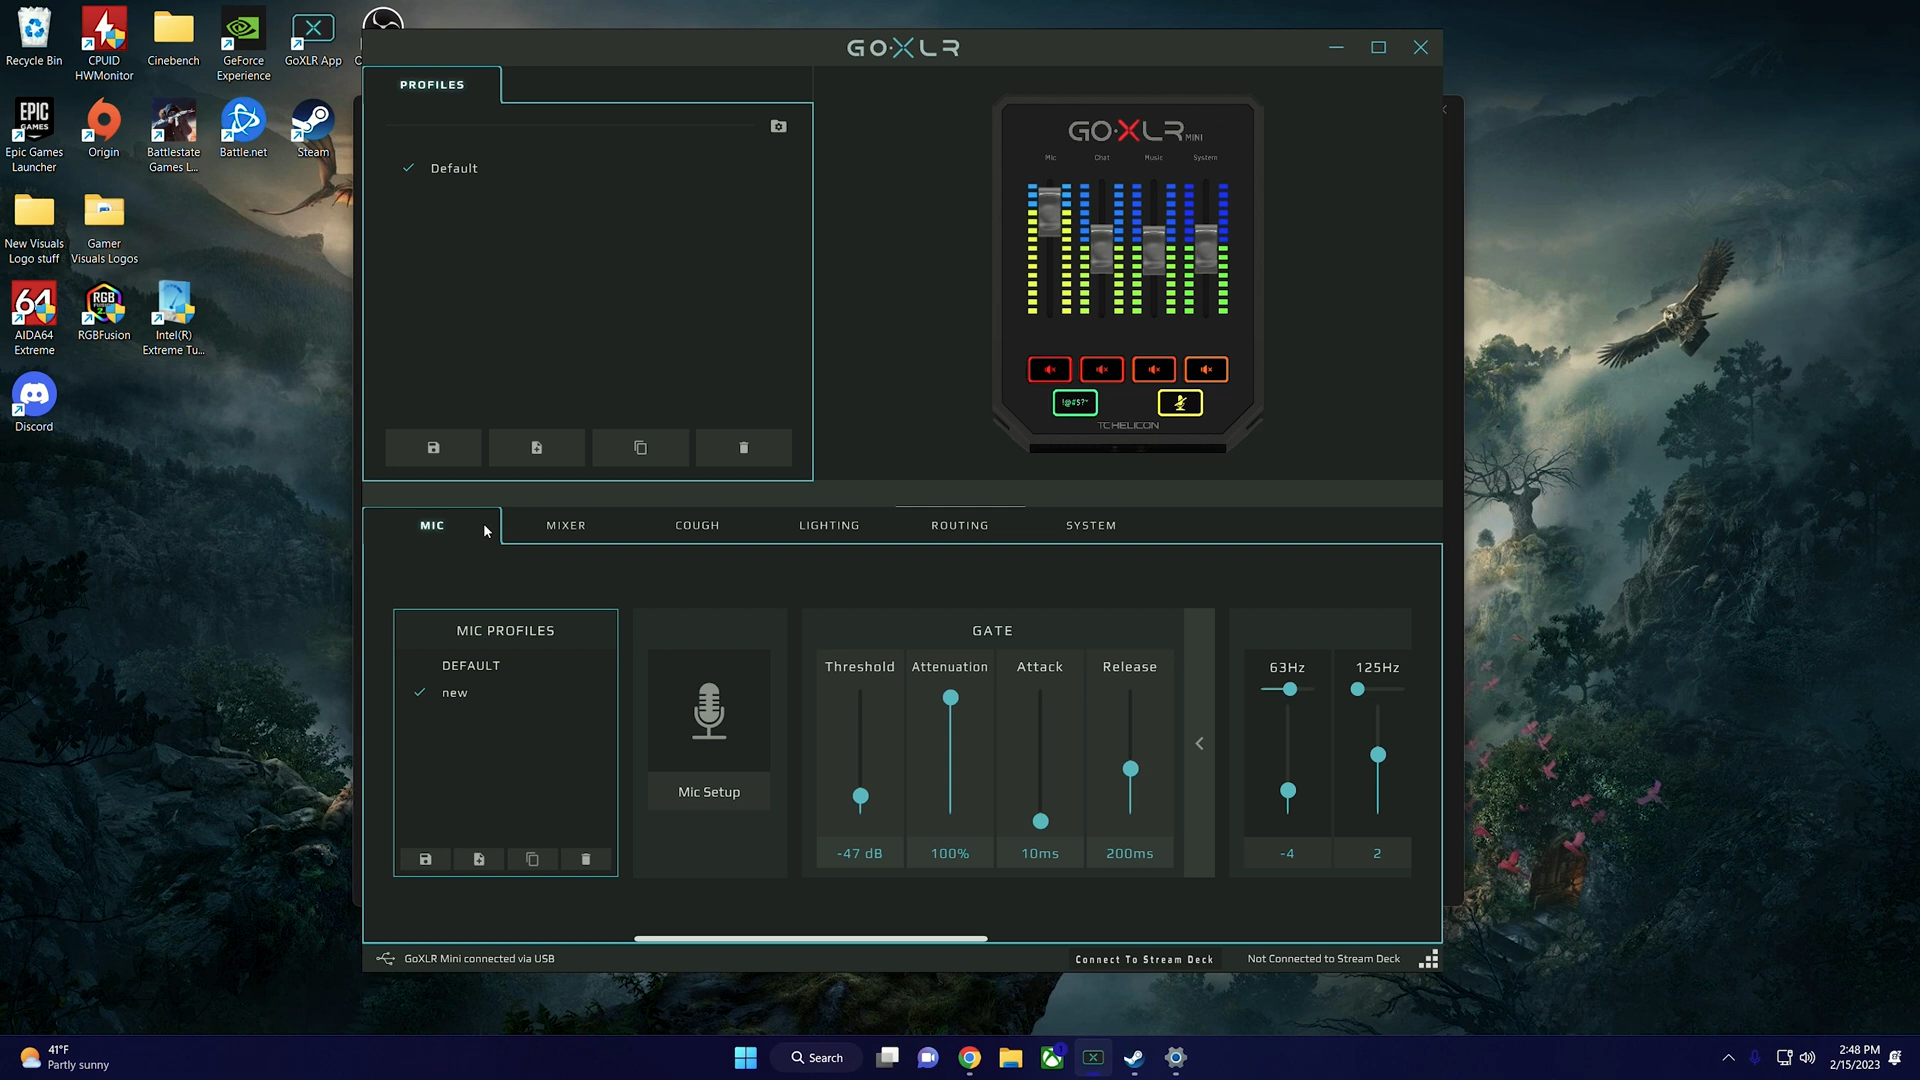 Recycle Bin
CPUID
HWMonitor
Cinebench
GeForce
Experience
GoXLR App
EPIC
GAMES
Epic Games
Launcher
Origin
Battlestate
Games L...
Battle.net
Steam
New Visuals
Logo stuff
Gamer
Visuals Logos
64
AIDA64
Extreme
RGB
RGBFusion
Intel(R)
Extreme Tu...
Discord
GO·XLR
PROFILES
Default
GO·XLR MINI
Mic
Chat
Music
System
!@#$?*
TC HELICON
MIC
MIXER
COUGH
LIGHTING
ROUTING
SYSTEM
MIC PROFILES
DEFAULT
new
Mic Setup
GATE
Threshold
Attenuation
Attack
Release
-47 dB
100%
10ms
200ms
63Hz
125Hz
-4
2
GoXLR Mini connected via USB
Connect To Stream Deck
Not Connected to Stream Deck
41°F
Partly sunny
Search
2:48 PM
2/15/2023